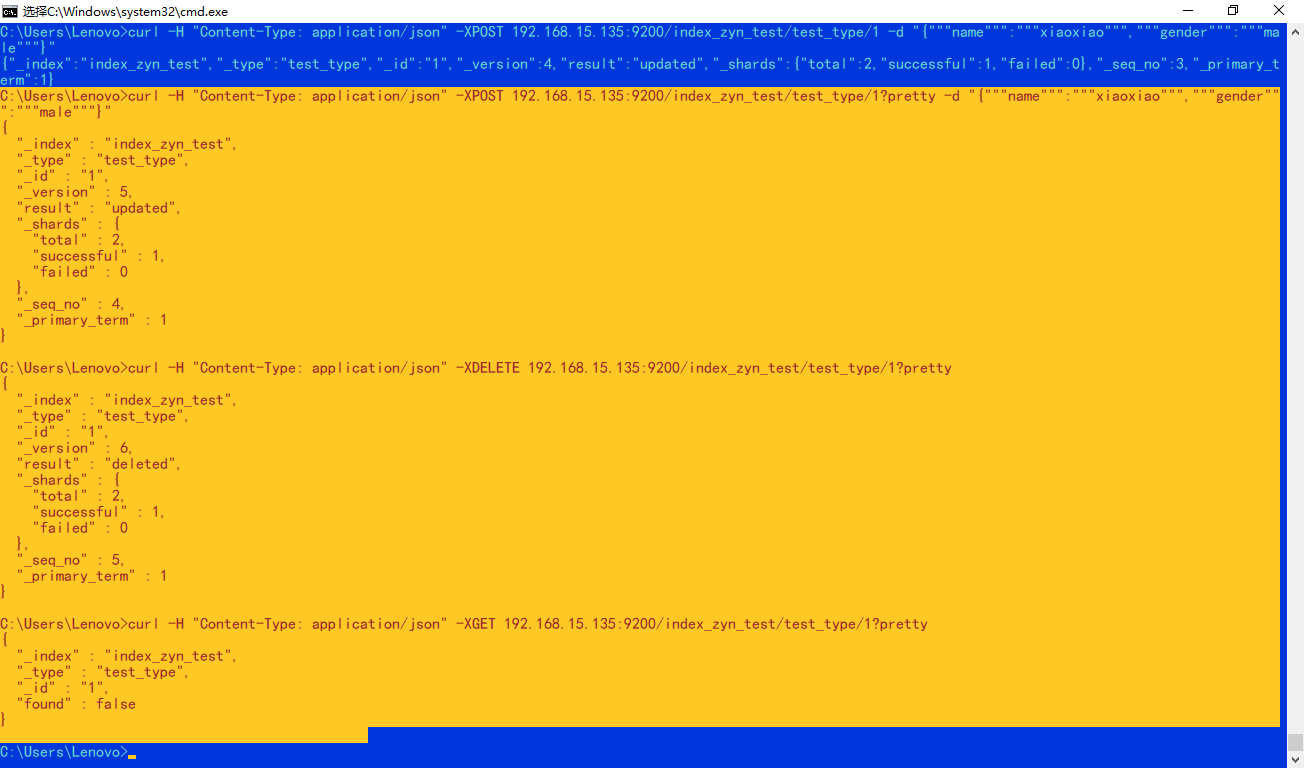 选择C:\Windows\system32\cmd.exe
C:\Users\Lenovo>curl -H "Content-Type: application/json" -XPOST 192.168.15.135:9200/index_zyn_test/test_type/1 -d "{"""name""":"""xiaoxiao""","""gender""":"""ma
le"""}"
{"_index":"index_zyn_test","_type":"test_type","_id":"1","_version":4,"result":"updated","_shards":{"total":2,"successful":1,"failed":0},"_seq_no":3,"_primary_t
erm":1}
C:\Users\Lenovo>curl -H "Content-Type: application/json" -XPOST 192.168.15.135:9200/index_zyn_test/test_type/1?pretty -d "{"""name""":"""xiaoxiao""","""gender""
":"""male"""}"
{
  "_index" : "index_zyn_test",
  "_type" : "test_type",
  "_id" : "1",
  "_version" : 5,
  "result" : "updated",
  "_shards" : {
    "total" : 2,
    "successful" : 1,
    "failed" : 0
  },
  "_seq_no" : 4,
  "_primary_term" : 1
}
C:\Users\Lenovo>curl -H "Content-Type: application/json" -XDELETE 192.168.15.135:9200/index_zyn_test/test_type/1?pretty
{
  "_index" : "index_zyn_test",
  "_type" : "test_type",
  "_id" : "1",
  "_version" : 6,
  "result" : "deleted",
  "_shards" : {
    "total" : 2,
    "successful" : 1,
    "failed" : 0
  },
  "_seq_no" : 5,
  "_primary_term" : 1
}
C:\Users\Lenovo>curl -H "Content-Type: application/json" -XGET 192.168.15.135:9200/index_zyn_test/test_type/1?pretty
{
  "_index" : "index_zyn_test",
  "_type" : "test_type",
  "_id" : "1",
  "found" : false
}
C:\Users\Lenovo>